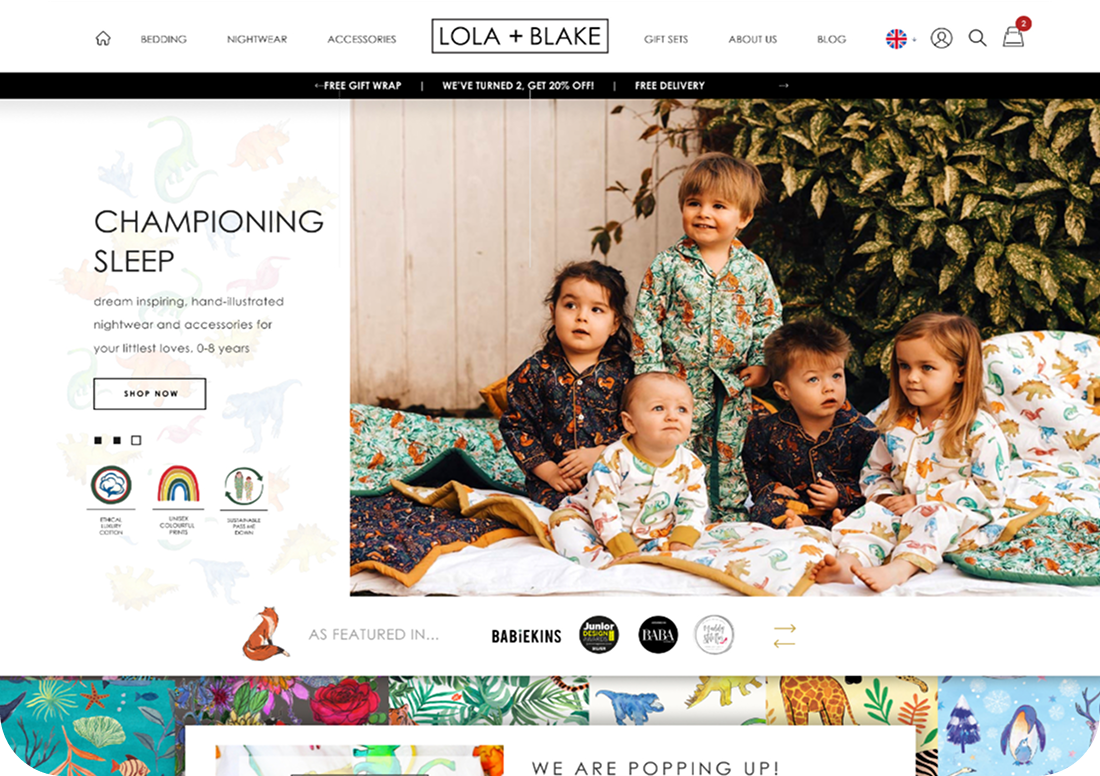 BEDDING NIGHTWEAR ACCESSORIES LOLA + BLAKE GIFT SETS ABOUT US BLOG 2
←FREE GIFT WRAP | WE'VE TURNED 2, GET 20% OFF! | FREE DELIVERY →
CHAMPIONING
SLEEP
dream inspiring, hand-illustrated
nightwear and accessories for
your littlest loves. 0-8 years
SHOP NOW
ETHICAL
LUXURY
COTTON
UNISEX
COLOURFUL
PRINTS
SUSTAINABLE
PASS ME
DOWN
AS FEATURED IN...
BABiEKINS
Junior
DESIGN
AWARDS
BABA
WE ARE POPPING UP!